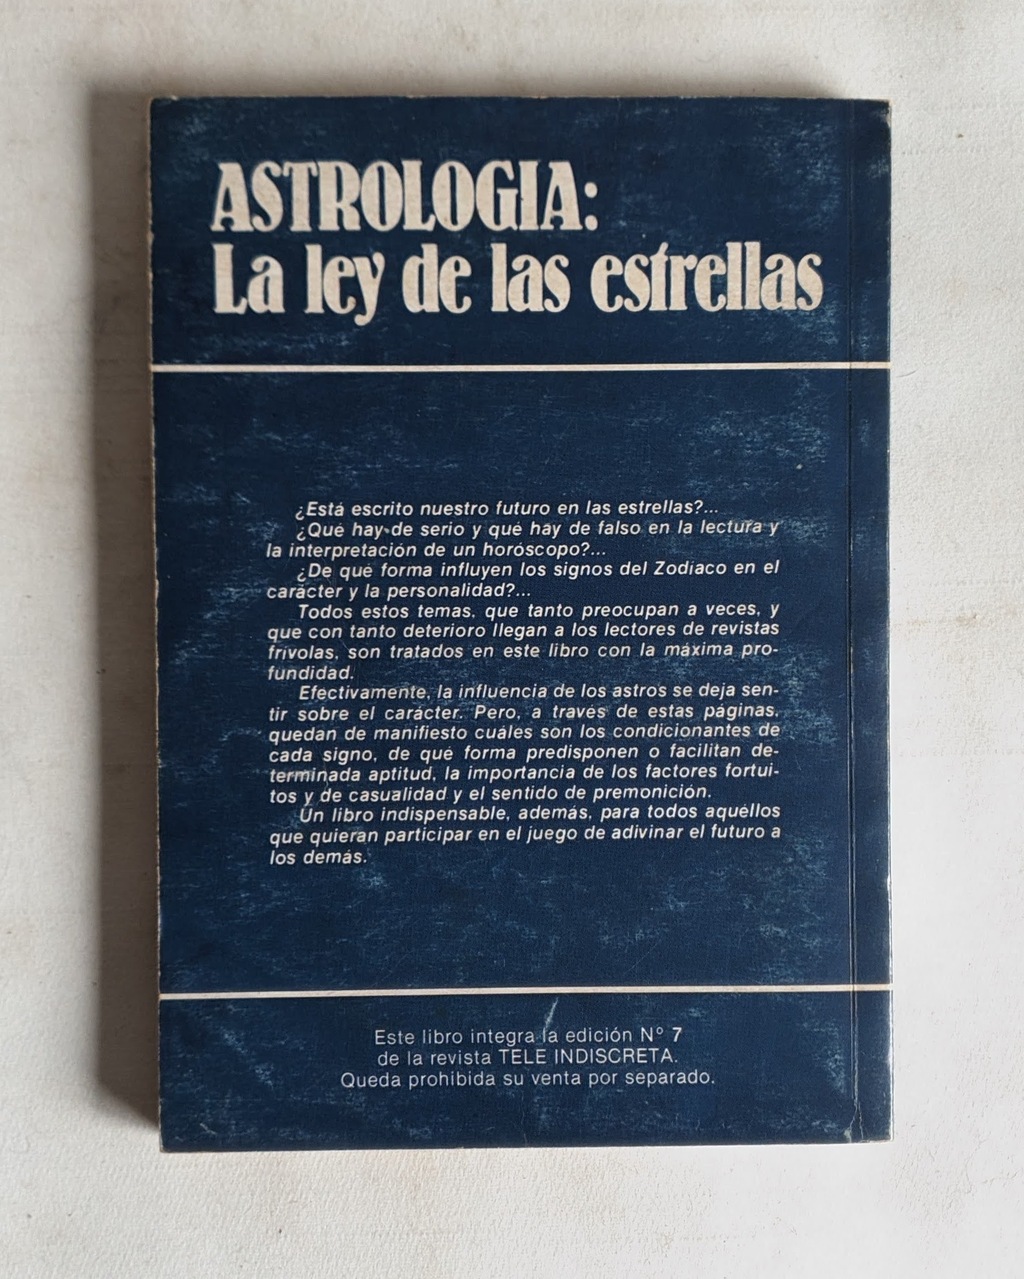 ASTROLOGIA:
La ley de las estrellas
¿Está escrito nuestro futuro en las estrellas?...
¿Qué hay de serio y qué hay de falso en la lectura y
la interpretación de un horóscopo?...
¿De qué forma influyen los signos del Zodíaco en el
carácter y la personalidad?...
Todos estos temas, que tanto preocupan a veces, y
que con tanto deterioro llegan a los lectores de revistas
frívolas, son tratados en este libro con la máxima pro-
fundidad.
Efectivamente, la influencia de los astros se deja sen-
tir sobre el carácter. Pero, a través de estas páginas,
quedan de manifiesto cuáles son los condicionantes de
cada signo, de qué forma predisponen o facilitan de-
terminada aptitud, la importancia de los factores fortui-
tos y de casualidad y el sentido de premonición.
Un libro indispensable, además, para todos aquéllos
que quieran participar en el juego de adivinar el futuro a
los demás.
Este libro integra la edición Nº 7
de la revista TELE INDISCRETA.
Queda prohibida su venta por separado.